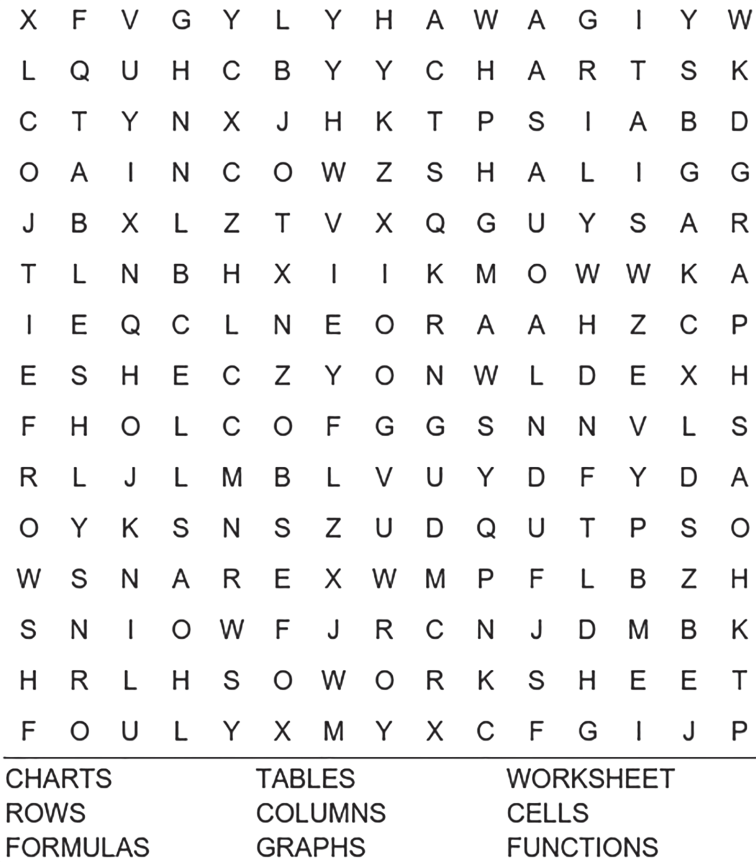 X F V G Y L Y H A W A G I Y W
L Q U H C B Y Y C H A R T S K
C T Y N X J H K T P S I A B D
O A I N C O W Z S H A L I G G
J B X L Z T V X Q G U Y S A R
T L N B H X I I K M O W W K A
I E Q C L N E O R A A H Z C P
E S H E C Z Y O N W L D E X H
F H O L C O F G G S N N V L S
R L J L M B L V U Y D F Y D A
O Y K S N S Z U D Q U T P S O
W S N A R E X W M P F L B Z H
S N I O W F J R C N J D M B K
H R L H S O W O R K S H E E T
F O U L Y X M Y X C F G I J P
CHARTS TABLES WORKSHEET
ROWS COLUMNS CELLS
FORMULAS GRAPHS FUNCTIONS